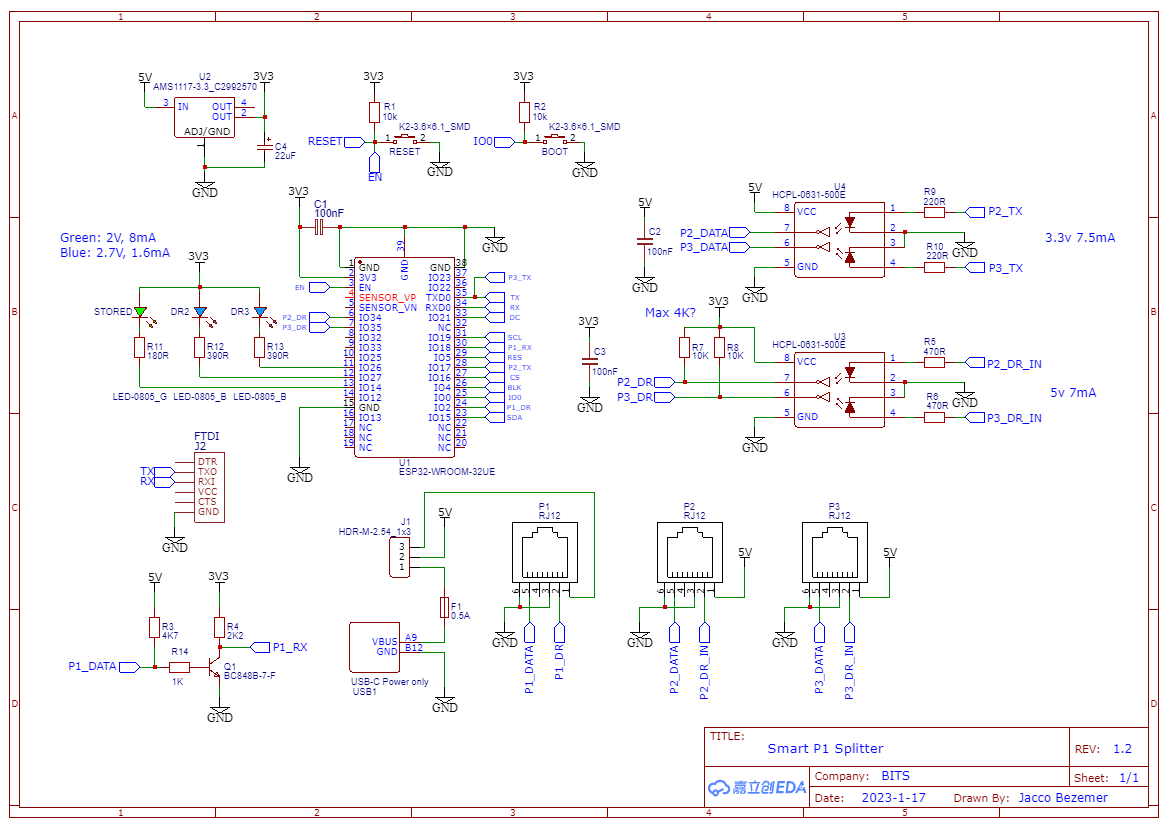 1 2 3 4 5
A
B
C
D
A
B
C
D
1 2 3 4 5
5V
U2
AMS1117-3.3_C2992570
3V3
3 IN
OUT 4
OUT 2
ADJ/GND
1
+
C4
22uF
GND
3V3
R1
10k
RESET
K2-3.6×6.1_SMD
1 2
RESET
EN
GND
3V3
R2
10k
IO0
K2-3.6×6.1_SMD
1 2
BOOT
GND
Green: 2V, 8mA
Blue: 2.7V, 1.6mA
3V3
STORED
DR2
DR3
R11
180R
R12
390R
R13
390R
LED-0805_G
LED-0805_B
LED-0805_B
3V3
C1
100nF
GND
39
GND
1 GND
2 3V3
3 EN
4 SENSOR_VP
5 SENSOR_VN
6 IO34
7 IO35
8 IO32
9 IO33
10 IO25
11 IO26
12 IO27
13 IO14
14 IO12
15 GND
16 IO13
17 NC
18 NC
19 NC
GND 38
IO23 37
IO22 36
TXD0 35
RXD0 34
IO21 33
NC 32
IO19 31
IO18 30
IO5 29
IO17 28
IO16 27
IO4 26
IO0 25
IO2 24
IO15 23
NC 22
NC 21
NC 20
EN
P2_DR
P3_DR
P3_TX
TX
RX
DC
SCL
P1_RX
RES
P2_TX
CS
BLK
IO0
P1_DR
SDA
U1
ESP32-WROOM-32UE
GND
5V
C2
100nF
GND
3V3
C3
100nF
GND
5V
U4
HCPL-0631-500E
P2_DATA
P3_DATA
8 VCC
7
6
5 GND
1
2
3
4
GND
R9
220R
P2_TX
GND
R10
220R
P3_TX
3.3v 7.5mA
Max 4K?
3V3
R7
10K
R8
10K
U3
HCPL-0631-500E
P2_DR
P3_DR
8 VCC
7
6
5 GND
1
2
3
4
GND
R5
470R
P2_DR_IN
GND
R6
470R
P3_DR_IN
5v 7mA
FTDI
J2
DTR
TX TXO
RX RXI
VCC
CTS
GND
GND
5V
R3
4K7
P1_DATA
R14
1K
3V3
R4
2K2
P1_RX
Q1
BC848B-7-F
GND
J1
HDR-M-2.54_1x3
3
2
1
5V
F1
0.5A
VBUS A9
GND B12
USB-C Power only
USB1
GND
P1
RJ12
6 5 4 3 2 1
GND
P1_DATA
P1_DR
P2
RJ12
6 5 4 3 2 1
5V
GND
P2_DATA
P2_DR_IN
P3
RJ12
6 5 4 3 2 1
5V
GND
P3_DATA
P3_DR_IN
TITLE:
Smart P1 Splitter
REV: 1.2
嘉立创EDA
Company: BITS
Sheet: 1/1
Date: 2023-1-17
Drawn By: Jacco Bezemer